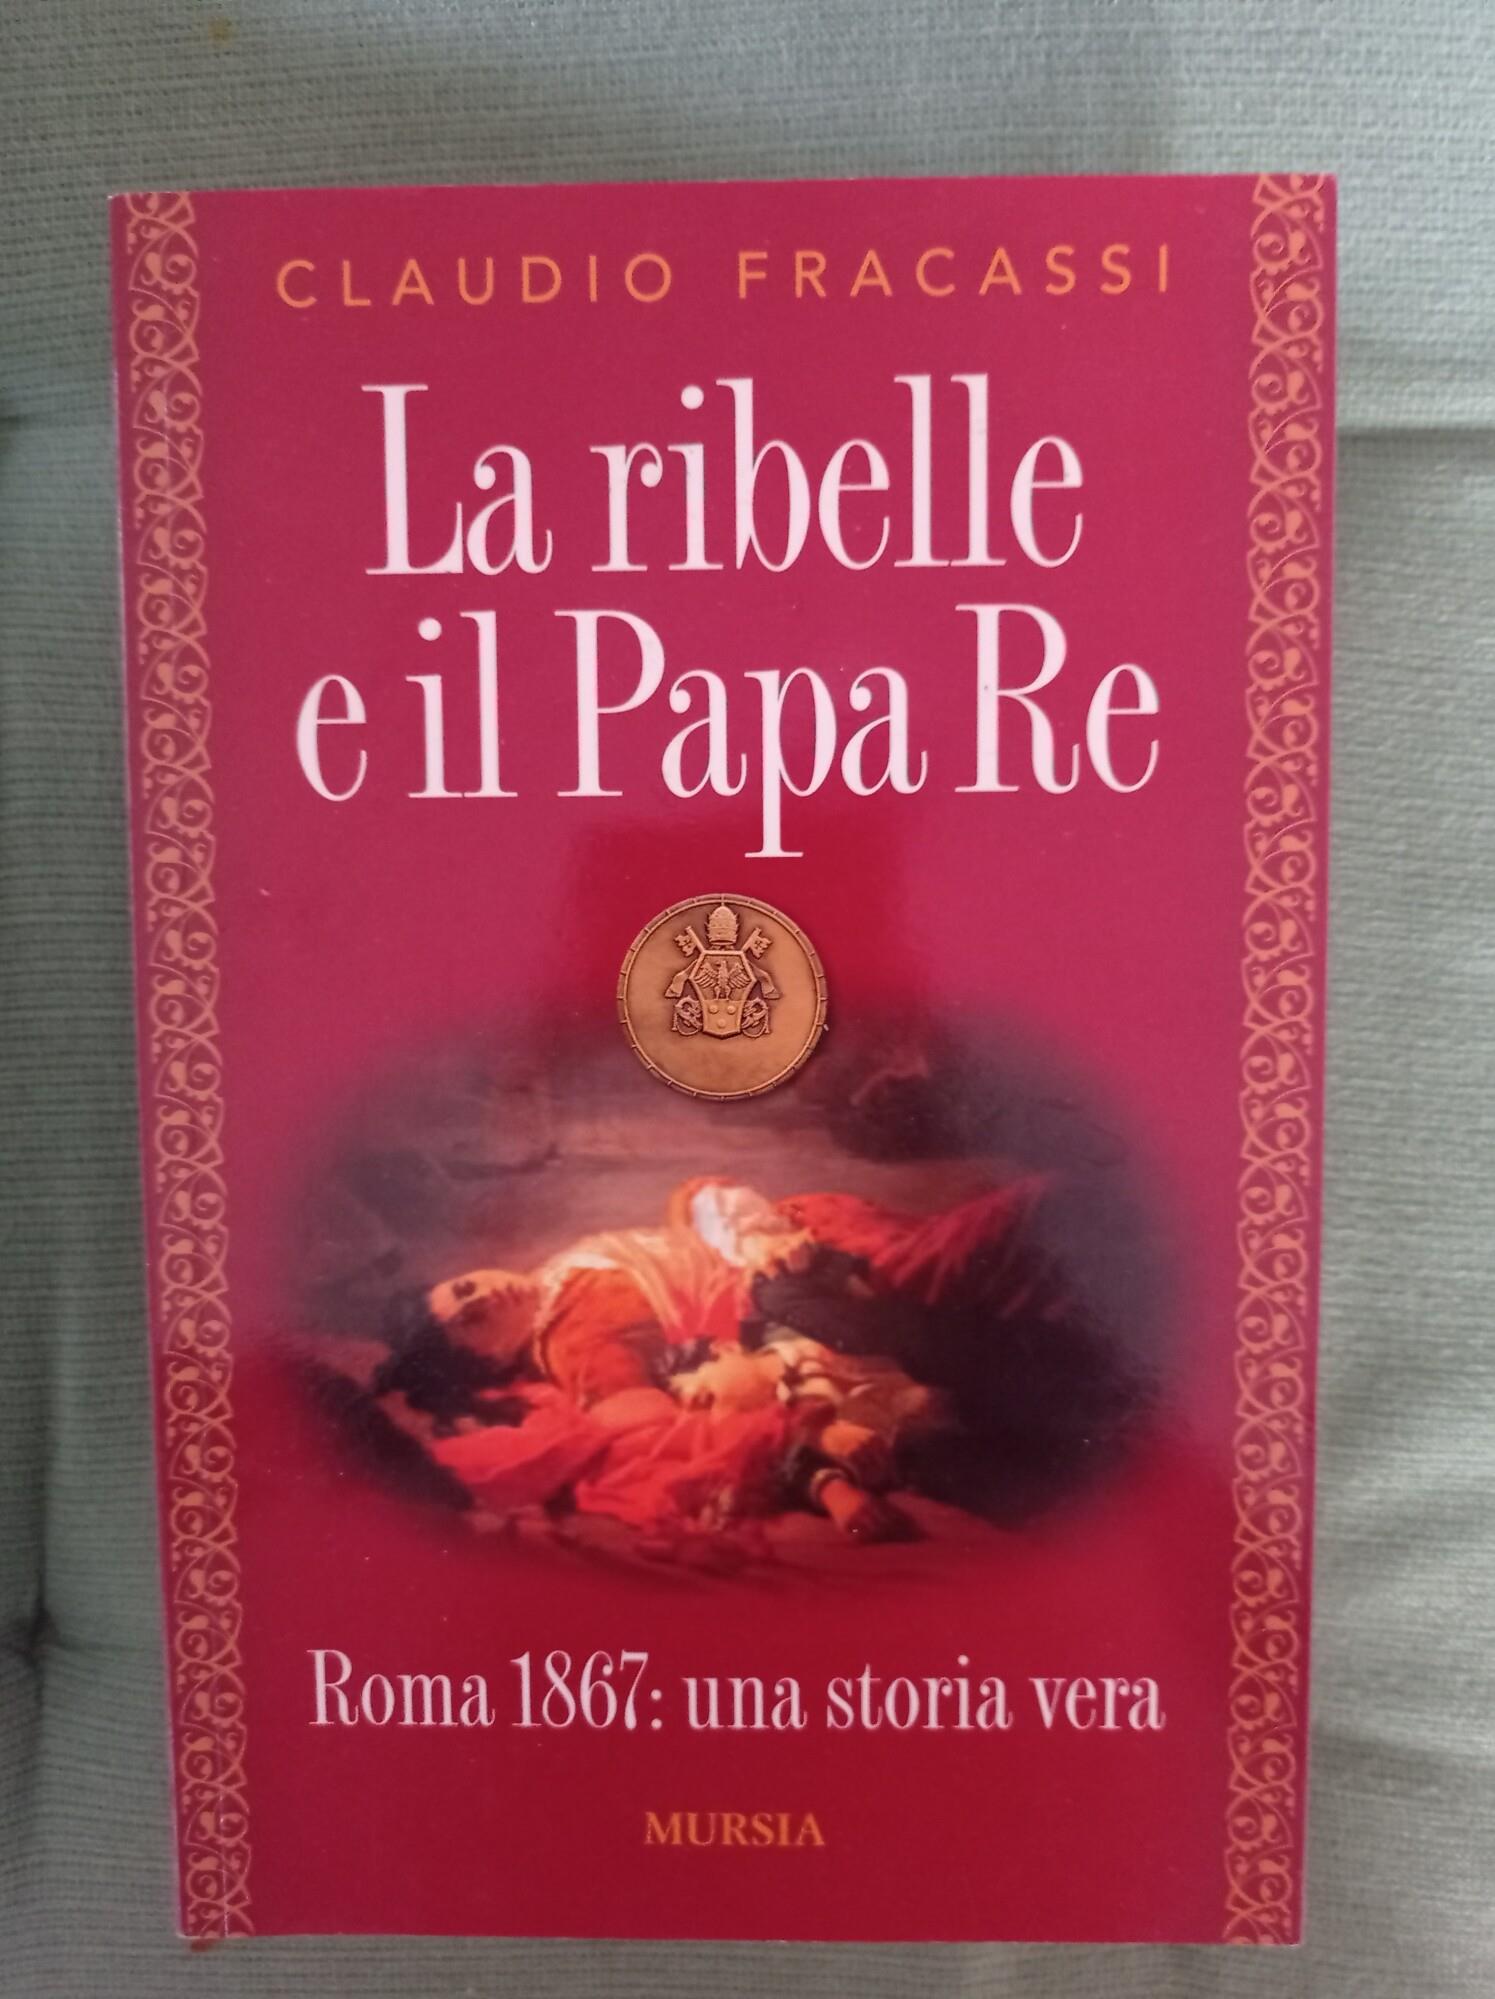 CLAUDIO FRACASSI
La ribelle
e il Papa Re
Roma 1867: una storia vera
MURSIA